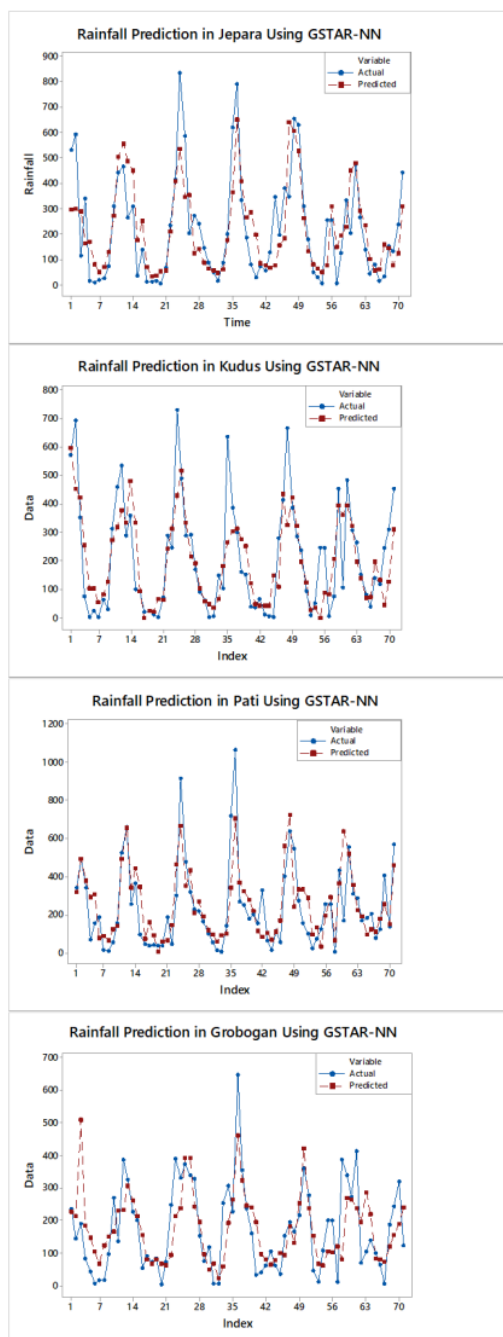 Rainfall Prediction in Jepara Using GSTAR-NN
Variable
Actual
Predicted
900
800
700
600
500
400
300
200
100
0
Rainfall
1 7 14 21 28 35 42 49 56 63 70
Time
Rainfall Prediction in Kudus Using GSTAR-NN
Variable
Actual
Predicted
800
700
600
500
400
300
200
100
0
Data
1 7 14 21 28 35 42 49 56 63 70
Index
Rainfall Prediction in Pati Using GSTAR-NN
Variable
Actual
Predicted
1200
1000
800
600
400
200
0
Data
1 7 14 21 28 35 42 49 56 63 70
Index
Rainfall Prediction in Grobogan Using GSTAR-NN
Variable
Actual
Predicted
700
600
500
400
300
200
100
0
Data
1 7 14 21 28 35 42 49 56 63 70
Index